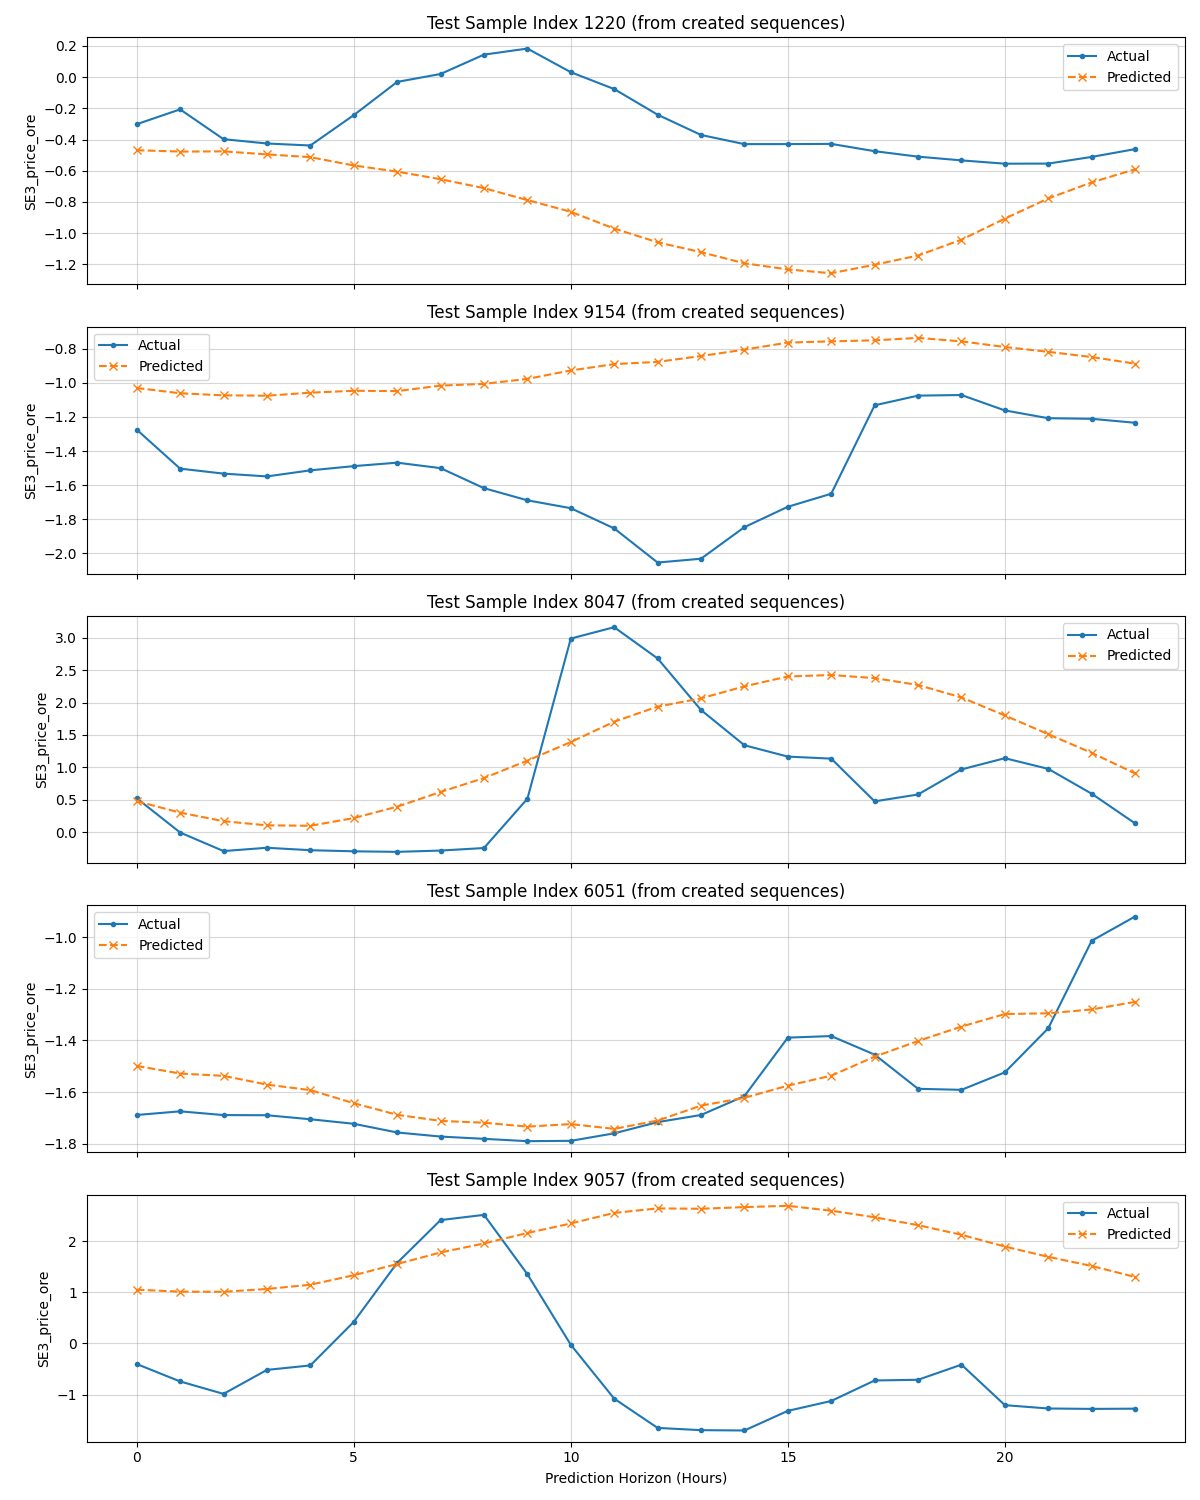 Test Sample Index 1220 (from created sequences)
0.2
0.0
−0.2
−0.4
−0.6
−0.8
−1.0
−1.2
SE3_price_ore
Actual
Predicted
Test Sample Index 9154 (from created sequences)
−0.8
−1.0
−1.2
−1.4
−1.6
−1.8
−2.0
SE3_price_ore
Actual
Predicted
Test Sample Index 8047 (from created sequences)
3.0
2.5
2.0
1.5
1.0
0.5
0.0
SE3_price_ore
Actual
Predicted
Test Sample Index 6051 (from created sequences)
−1.0
−1.2
−1.4
−1.6
−1.8
SE3_price_ore
Actual
Predicted
Test Sample Index 9057 (from created sequences)
2
1
0
−1
SE3_price_ore
Actual
Predicted
0 5 10 15 20
Prediction Horizon (Hours)